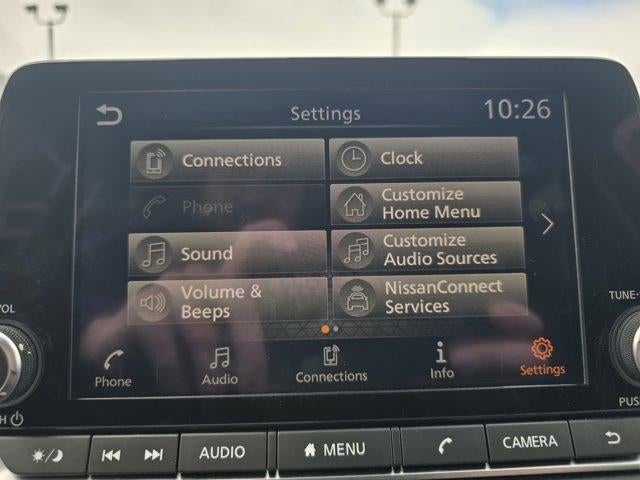 Settings
10:26
Connections
Clock
Phone
Customize
Home Menu
Sound
Customize
Audio Sources
Volume &
Beeps
NissanConnect
Services
Phone
Audio
Connections
Info
Settings
VOL
TUNE
PUS
AUDIO
MENU
CAMERA